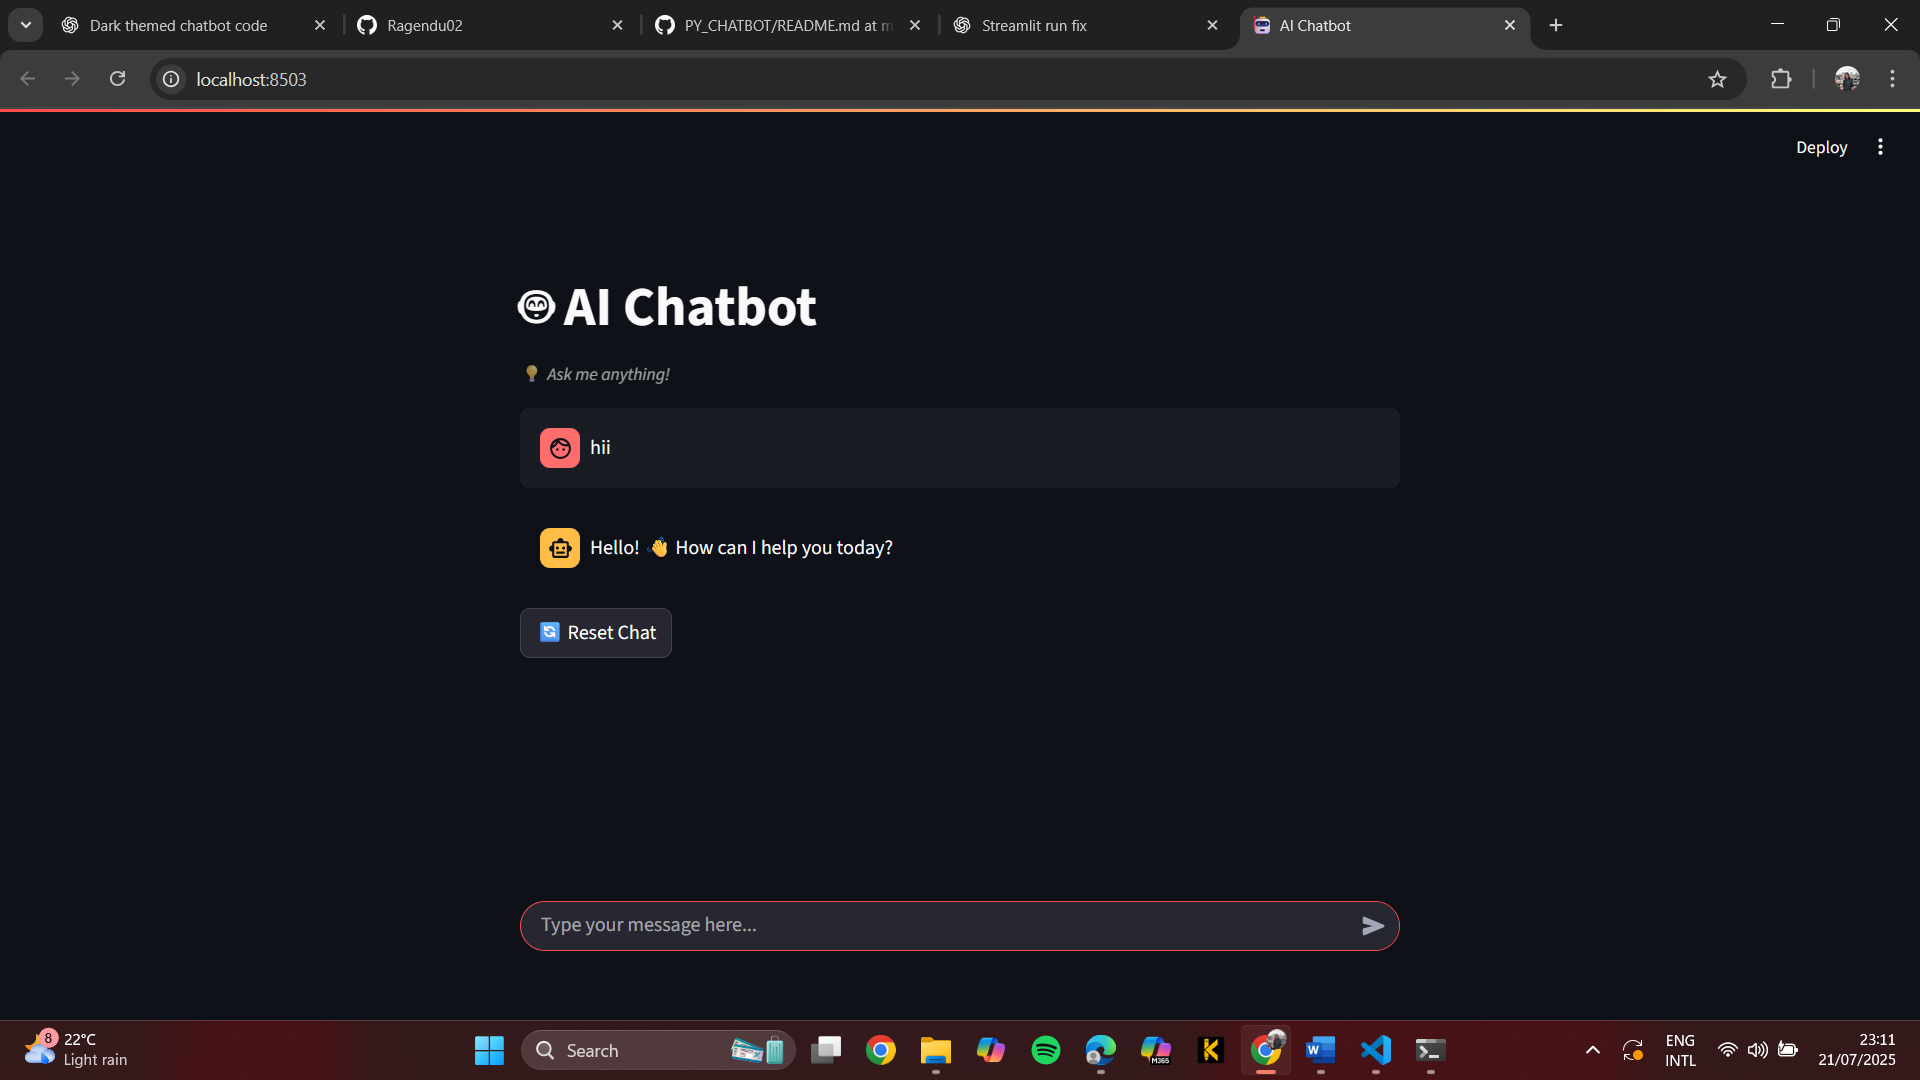 Dark themed chatbot code
Ragendu02
PY_CHATBOT/README.md at m
Streamlit run fix
AI Chatbot
localhost:8503
Deploy
AI Chatbot
💡 Ask me anything!
hii
Hello! 👋 How can I help you today?
🔄 Reset Chat
Type your message here...
8
22°C
Light rain
Search
M365
ENG
INTL
23:11
21/07/2025